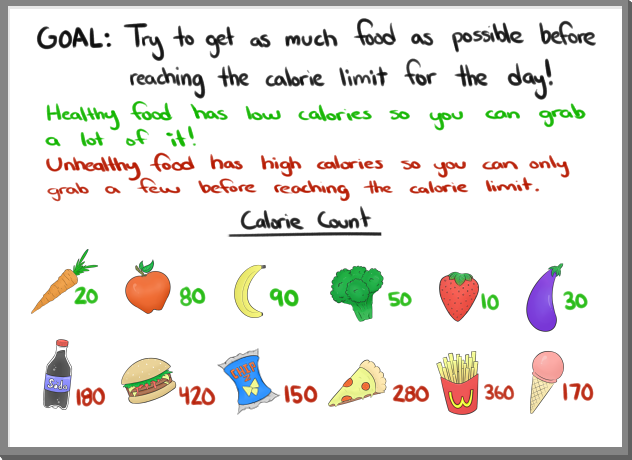 GOAL: Try to get as much food as possible before
reaching the calorie limit for the day!
Healthy food has low calories so you can grab
a lot of it!
Unhealthy food has high calories so you can only
grab a few before reaching the calorie limit.
Calorie Count
20 80 90 50 10 30
Soda CHIPS
180 420 150 280 360 170